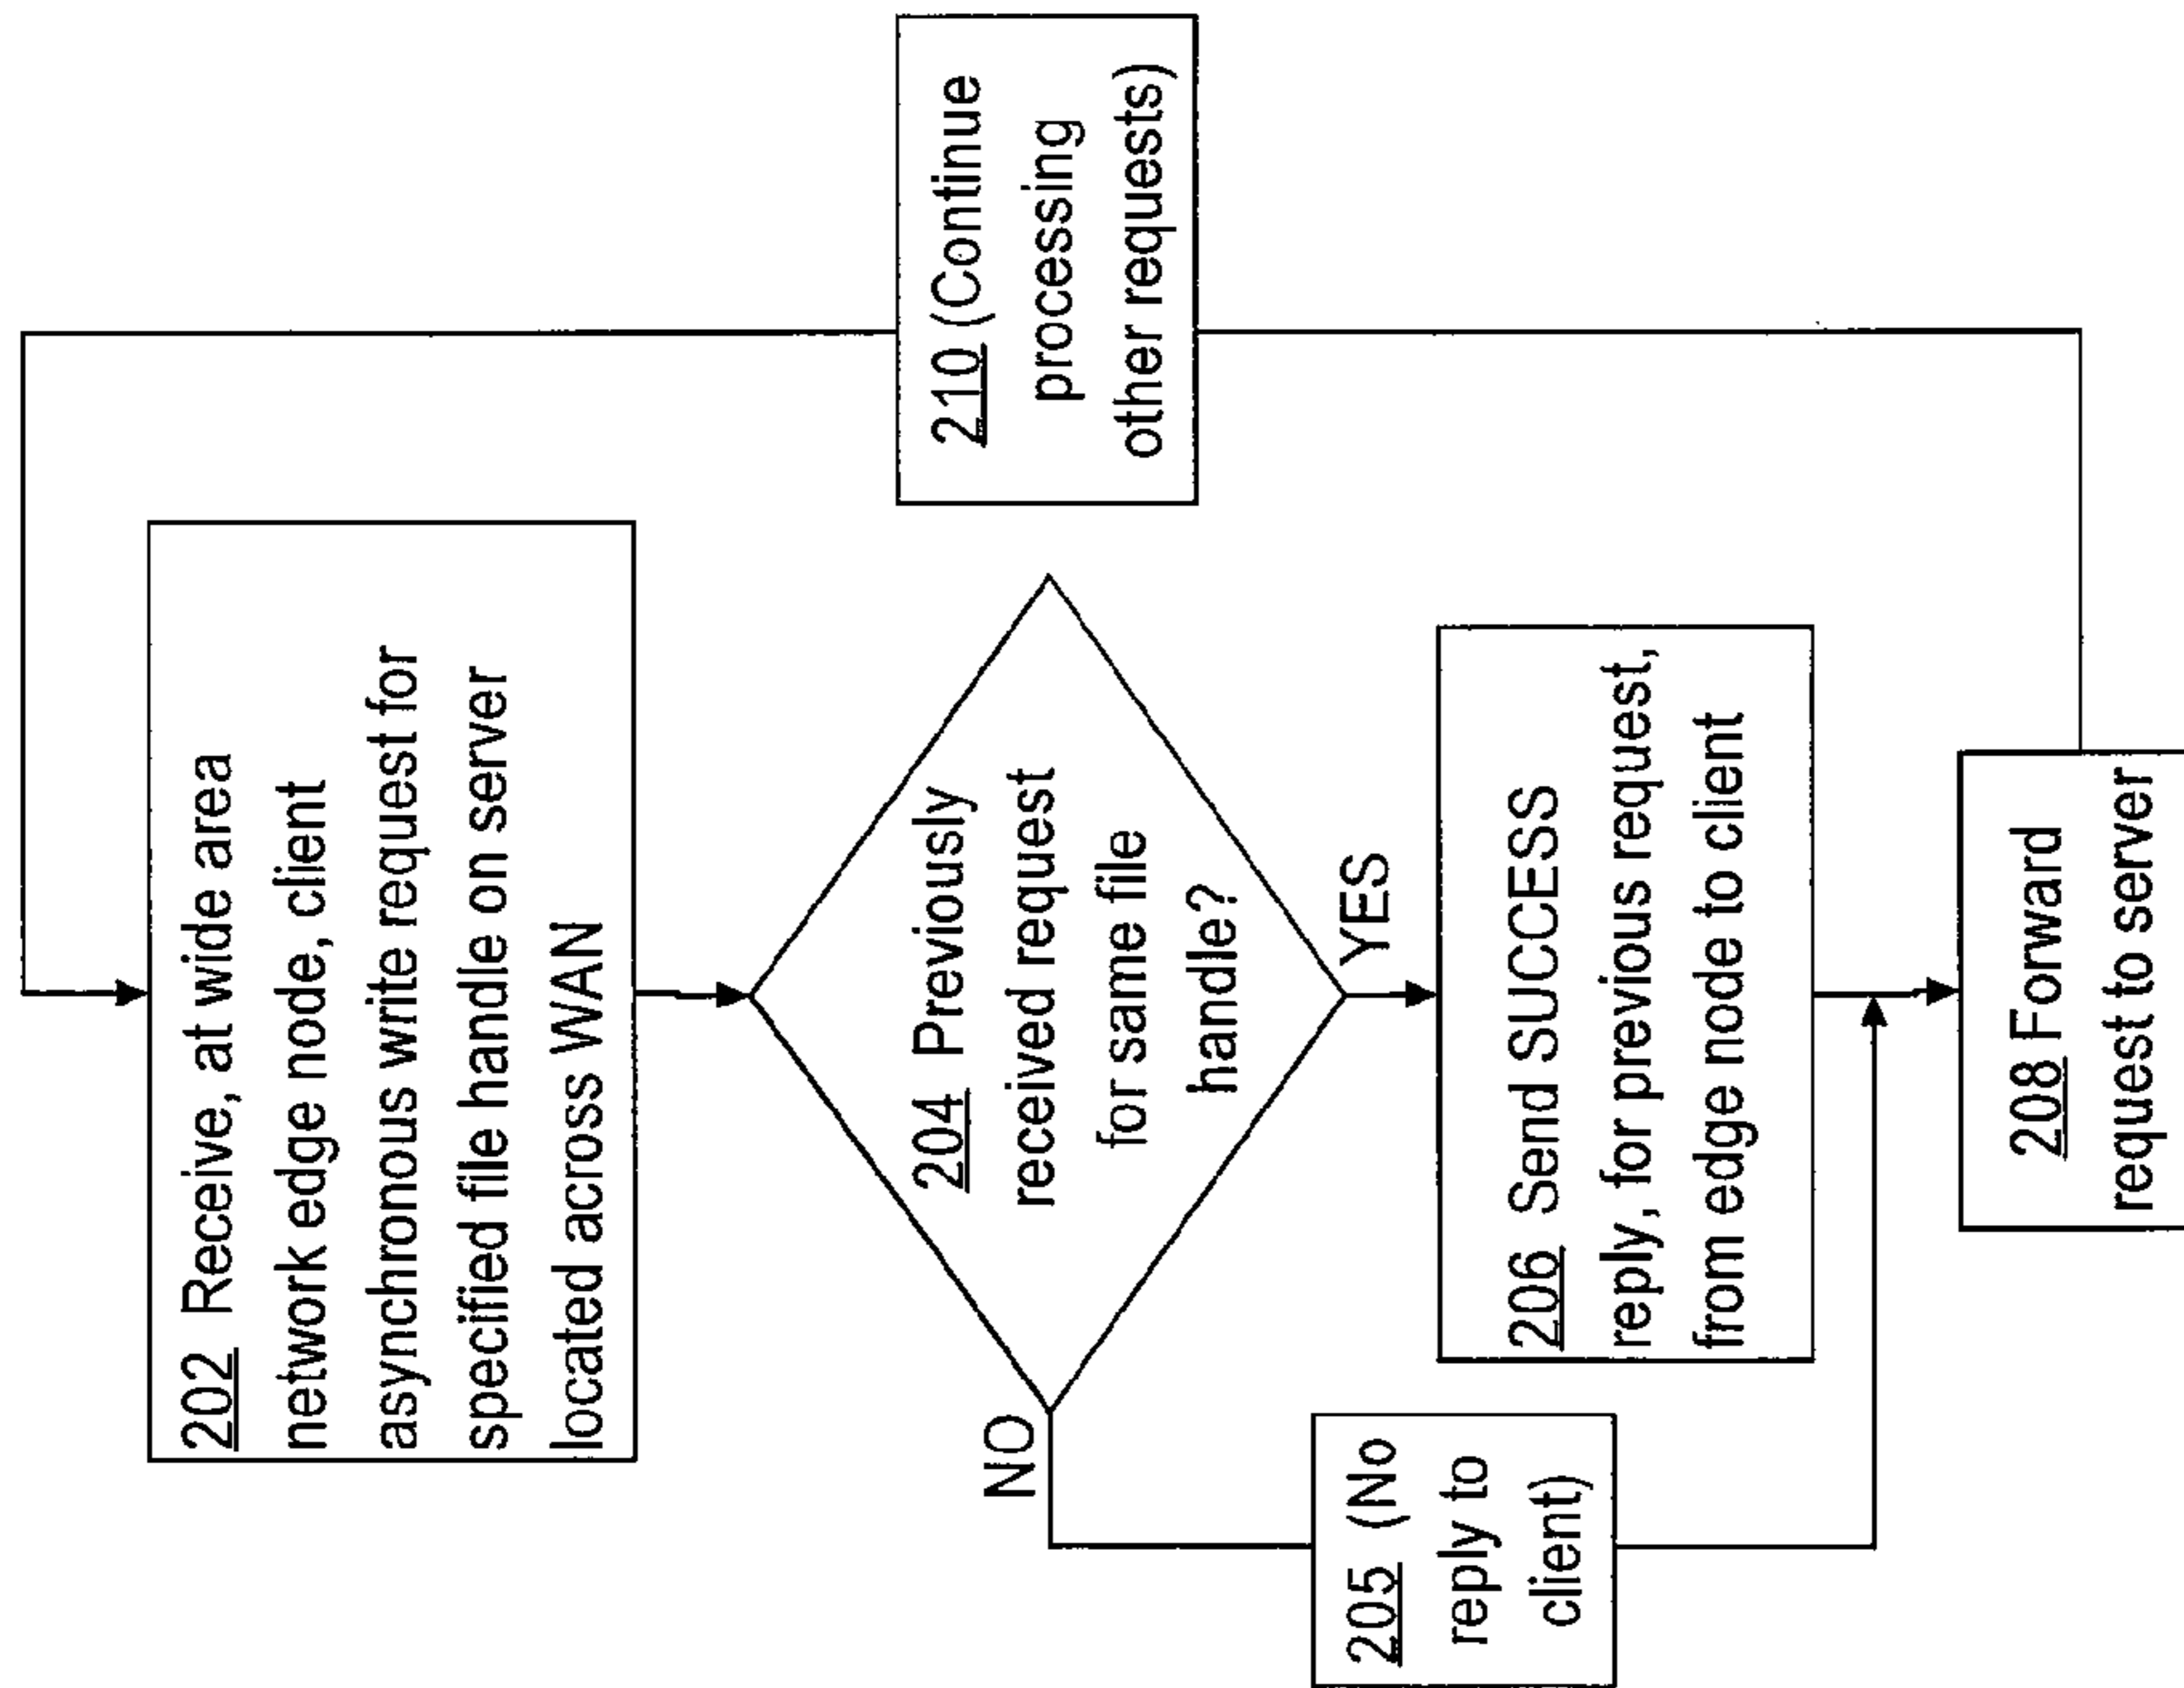 202 Receive, at wide area
network edge node, client
asynchronous write request for
specified file handle on server
located across WAN
204 Previously
received request
for same file
handle?
NO
YES
205 (No
reply to
client)
206 Send SUCCESS
reply, for previous request,
from edge node to client
208 Forward
request to server
210 (Continue
processing
other requests)